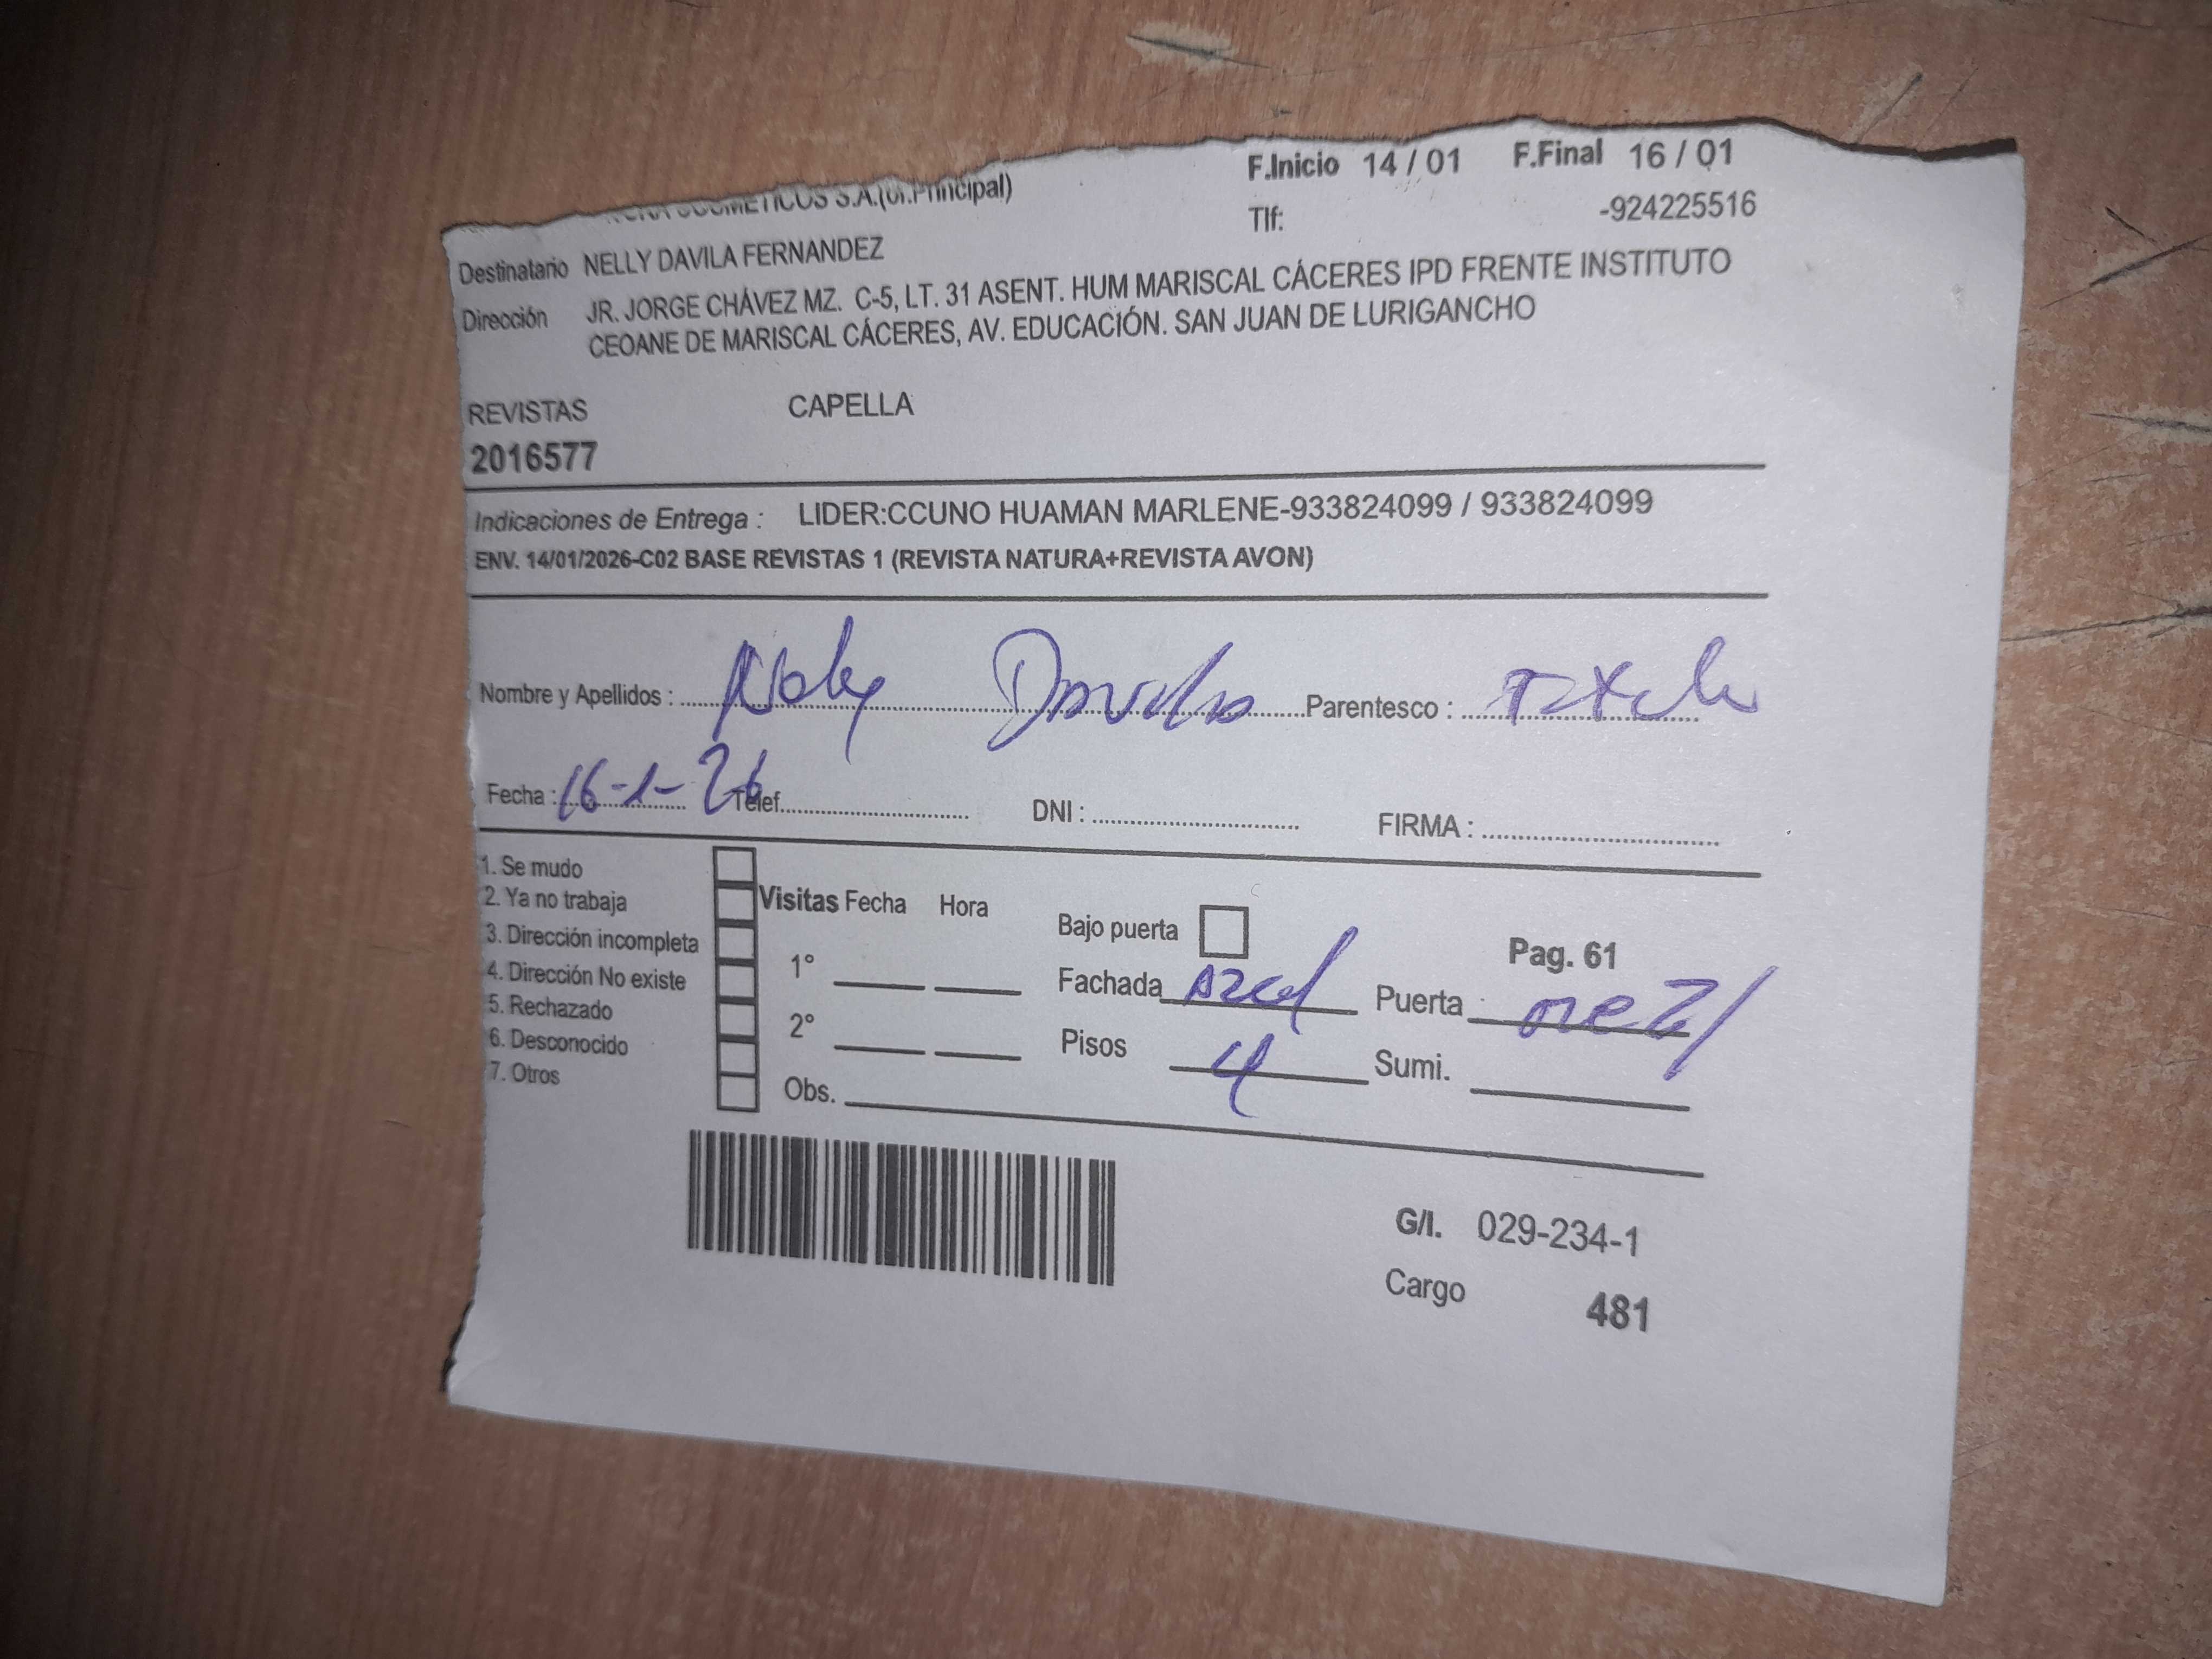 COSMETICOS S.A.(of.Principal) F.Inicio 14 / 01 F.Final 16 / 01
Tlf: -924225516
Destinatario NELLY DAVILA FERNANDEZ
Dirección JR. JORGE CHÁVEZ MZ. C-5, LT. 31 ASENT. HUM MARISCAL CÁCERES IPD FRENTE INSTITUTO
CEOANE DE MARISCAL CÁCERES, AV. EDUCACIÓN. SAN JUAN DE LURIGANCHO
REVISTAS CAPELLA
2016577
Indicaciones de Entrega : LIDER:CCUNO HUAMAN MARLENE-933824099 / 933824099
ENV. 14/01/2026-C02 BASE REVISTAS 1 (REVISTA NATURA+REVISTA AVON)
Nombre y Apellidos : Davila Parentesco :
Fecha : 16-1-26 Telef. DNI : FIRMA :
1. Se mudo
2. Ya no trabaja Visitas Fecha Hora Bajo puerta Pag. 61
3. Dirección incompleta 1° Fachada Azul Puerta :
4. Dirección No existe
5. Rechazado 2° Pisos 4 Sumi.
6. Desconocido
7. Otros Obs.
G/I. 029-234-1
Cargo 481